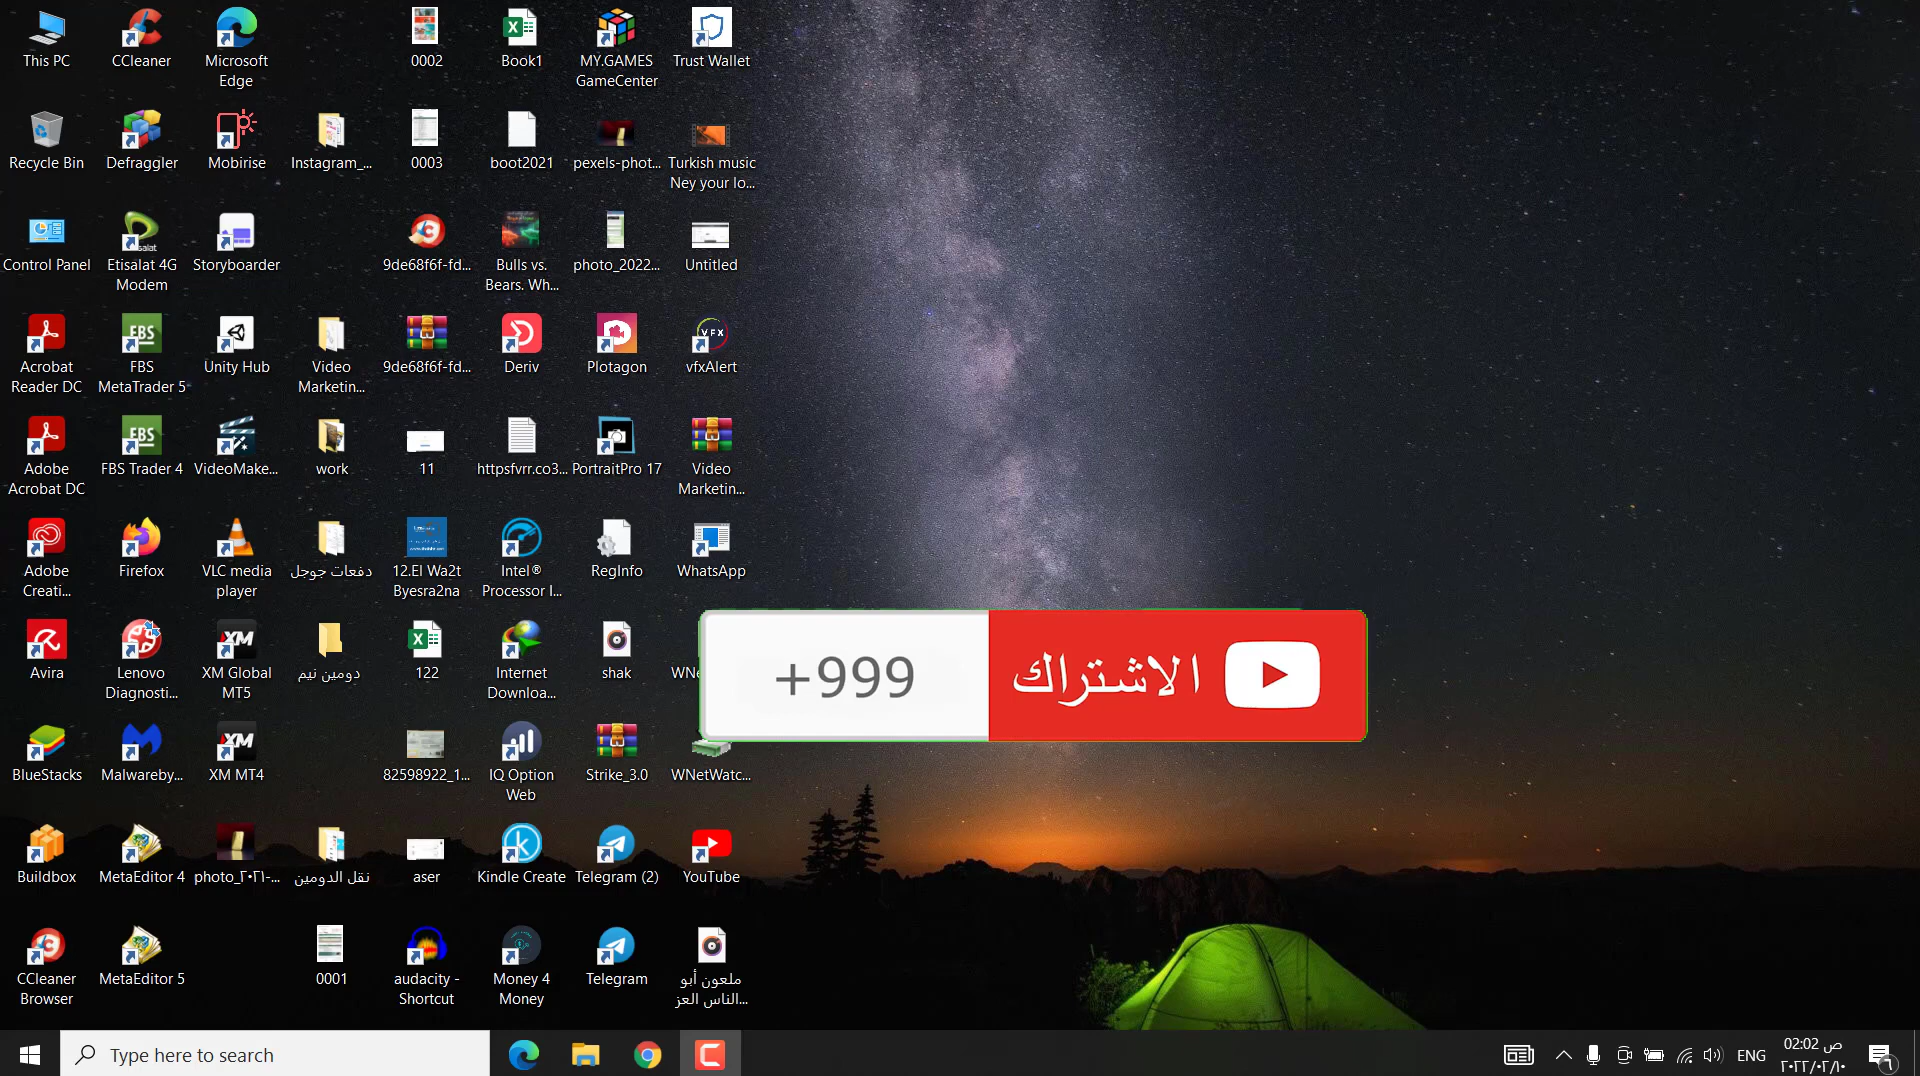 This PC
CCleaner
Microsoft
Edge
0002
Book1
MY.GAMES
GameCenter
Trust Wallet
Recycle Bin
Defraggler
Mobirise
Instagram_...
0003
boot2021
pexels-phot...
Turkish music
Ney your lo...
Control Panel
Etisalat 4G
Modem
Storyboarder
9de68f6f-fd...
Bulls vs.
Bears. Wh...
photo_2022...
Untitled
Acrobat
Reader DC
FBS
MetaTrader 5
Unity Hub
Video
Marketin...
9de68f6f-fd...
Deriv
Plotagon
vfxAlert
Adobe
Acrobat DC
FBS Trader 4
VideoMake...
work
11
httpsfvrr.co3...
PortraitPro 17
Video
Marketin...
Adobe
Creati...
Firefox
VLC media
player
دفعات جوجل
12.El Wa2t
Byesra2na
Intel®
Processor I...
RegInfo
WhatsApp
Avira
Lenovo
Diagnosti...
XM Global
MT5
دومين نيم
122
Internet
Downloa...
shak
+999
الاشتراك
BlueStacks
Malwareby...
XM MT4
82598922_1...
IQ Option
Web
Strike_3.0
WNetWatc...
Buildbox
MetaEditor 4
photo_٢٠٢١-...
نقل الدومين
aser
Kindle Create
Telegram (2)
YouTube
CCleaner
Browser
MetaEditor 5
0001
audacity -
Shortcut
Money 4
Money
Telegram
ملعون أبو
الناس العز...
Type here to search
ENG
02:02 ص
٢٠٢٢/٠٢/١٠
٦